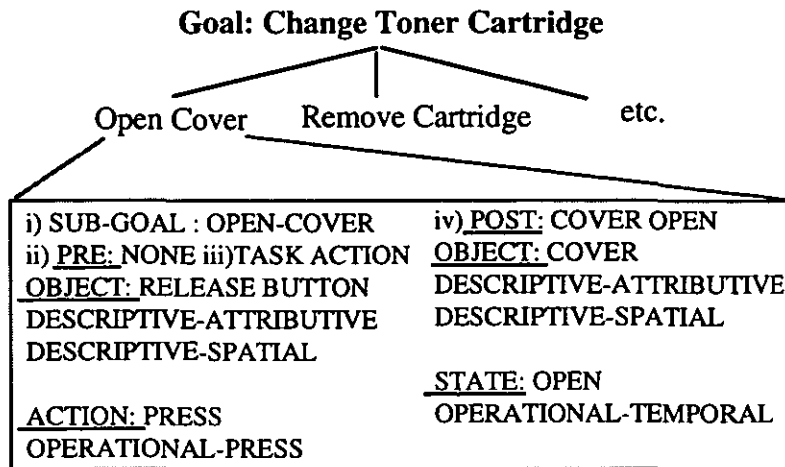 Goal: Change Toner Cartridge
Open Cover Remove Cartridge etc.
i) SUB-GOAL : OPEN-COVER
ii) PRE: NONE iii)TASK ACTION
OBJECT: RELEASE BUTTON
DESCRIPTIVE-ATTRIBUTIVE
DESCRIPTIVE-SPATIAL
ACTION: PRESS
OPERATIONAL-PRESS
iv) POST: COVER OPEN
OBJECT: COVER
DESCRIPTIVE-ATTRIBUTIVE
DESCRIPTIVE-SPATIAL
STATE: OPEN
OPERATIONAL-TEMPORAL